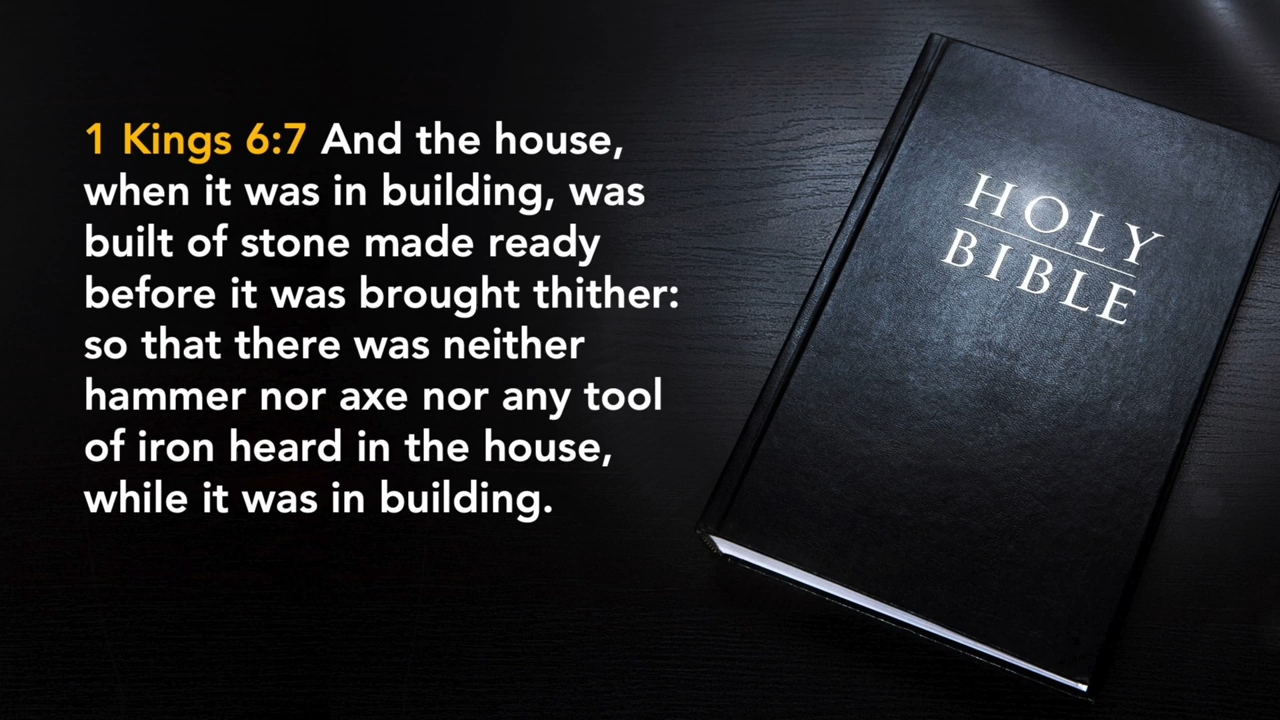 1 Kings 6:7 And the house,
when it was in building, was
built of stone made ready
before it was brought thither:
so that there was neither
hammer nor axe nor any tool
of iron heard in the house,
while it was in building.
HOLY
BIBLE